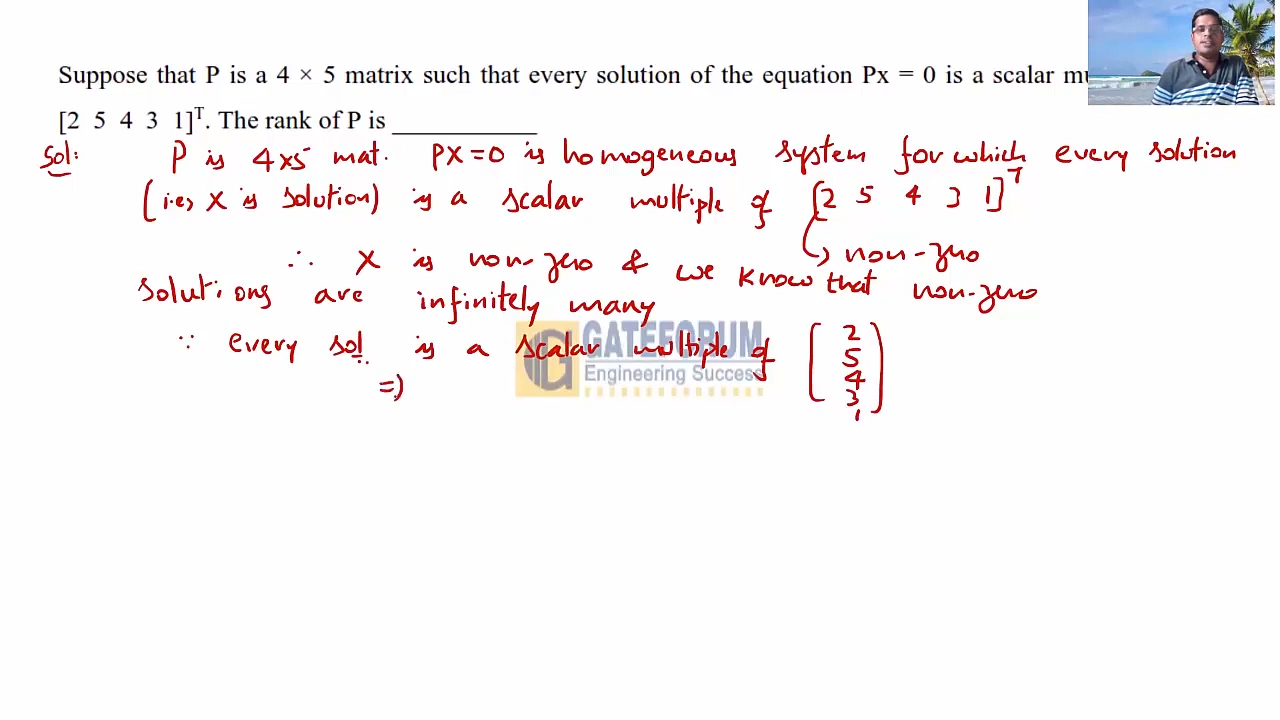 Suppose that P is a 4 × 5 matrix such that every solution of the equation Px = 0 is a scalar mu
[2 5 4 3 1]ᵀ. The rank of P is ____________
Sol: P is 4x5 mat. PX=0 is homogeneous system for which every solution
(i.e, X is solution) is a scalar multiple of [2 5 4 3 1]ᵀ
→ non-zero
∴ X is non-zero & we know that non-zero
solutions are infinitely many
∵ every sol. is a scalar multiple of [2
5
4
3
1]
⇒
GATEFORUM
Engineering Success